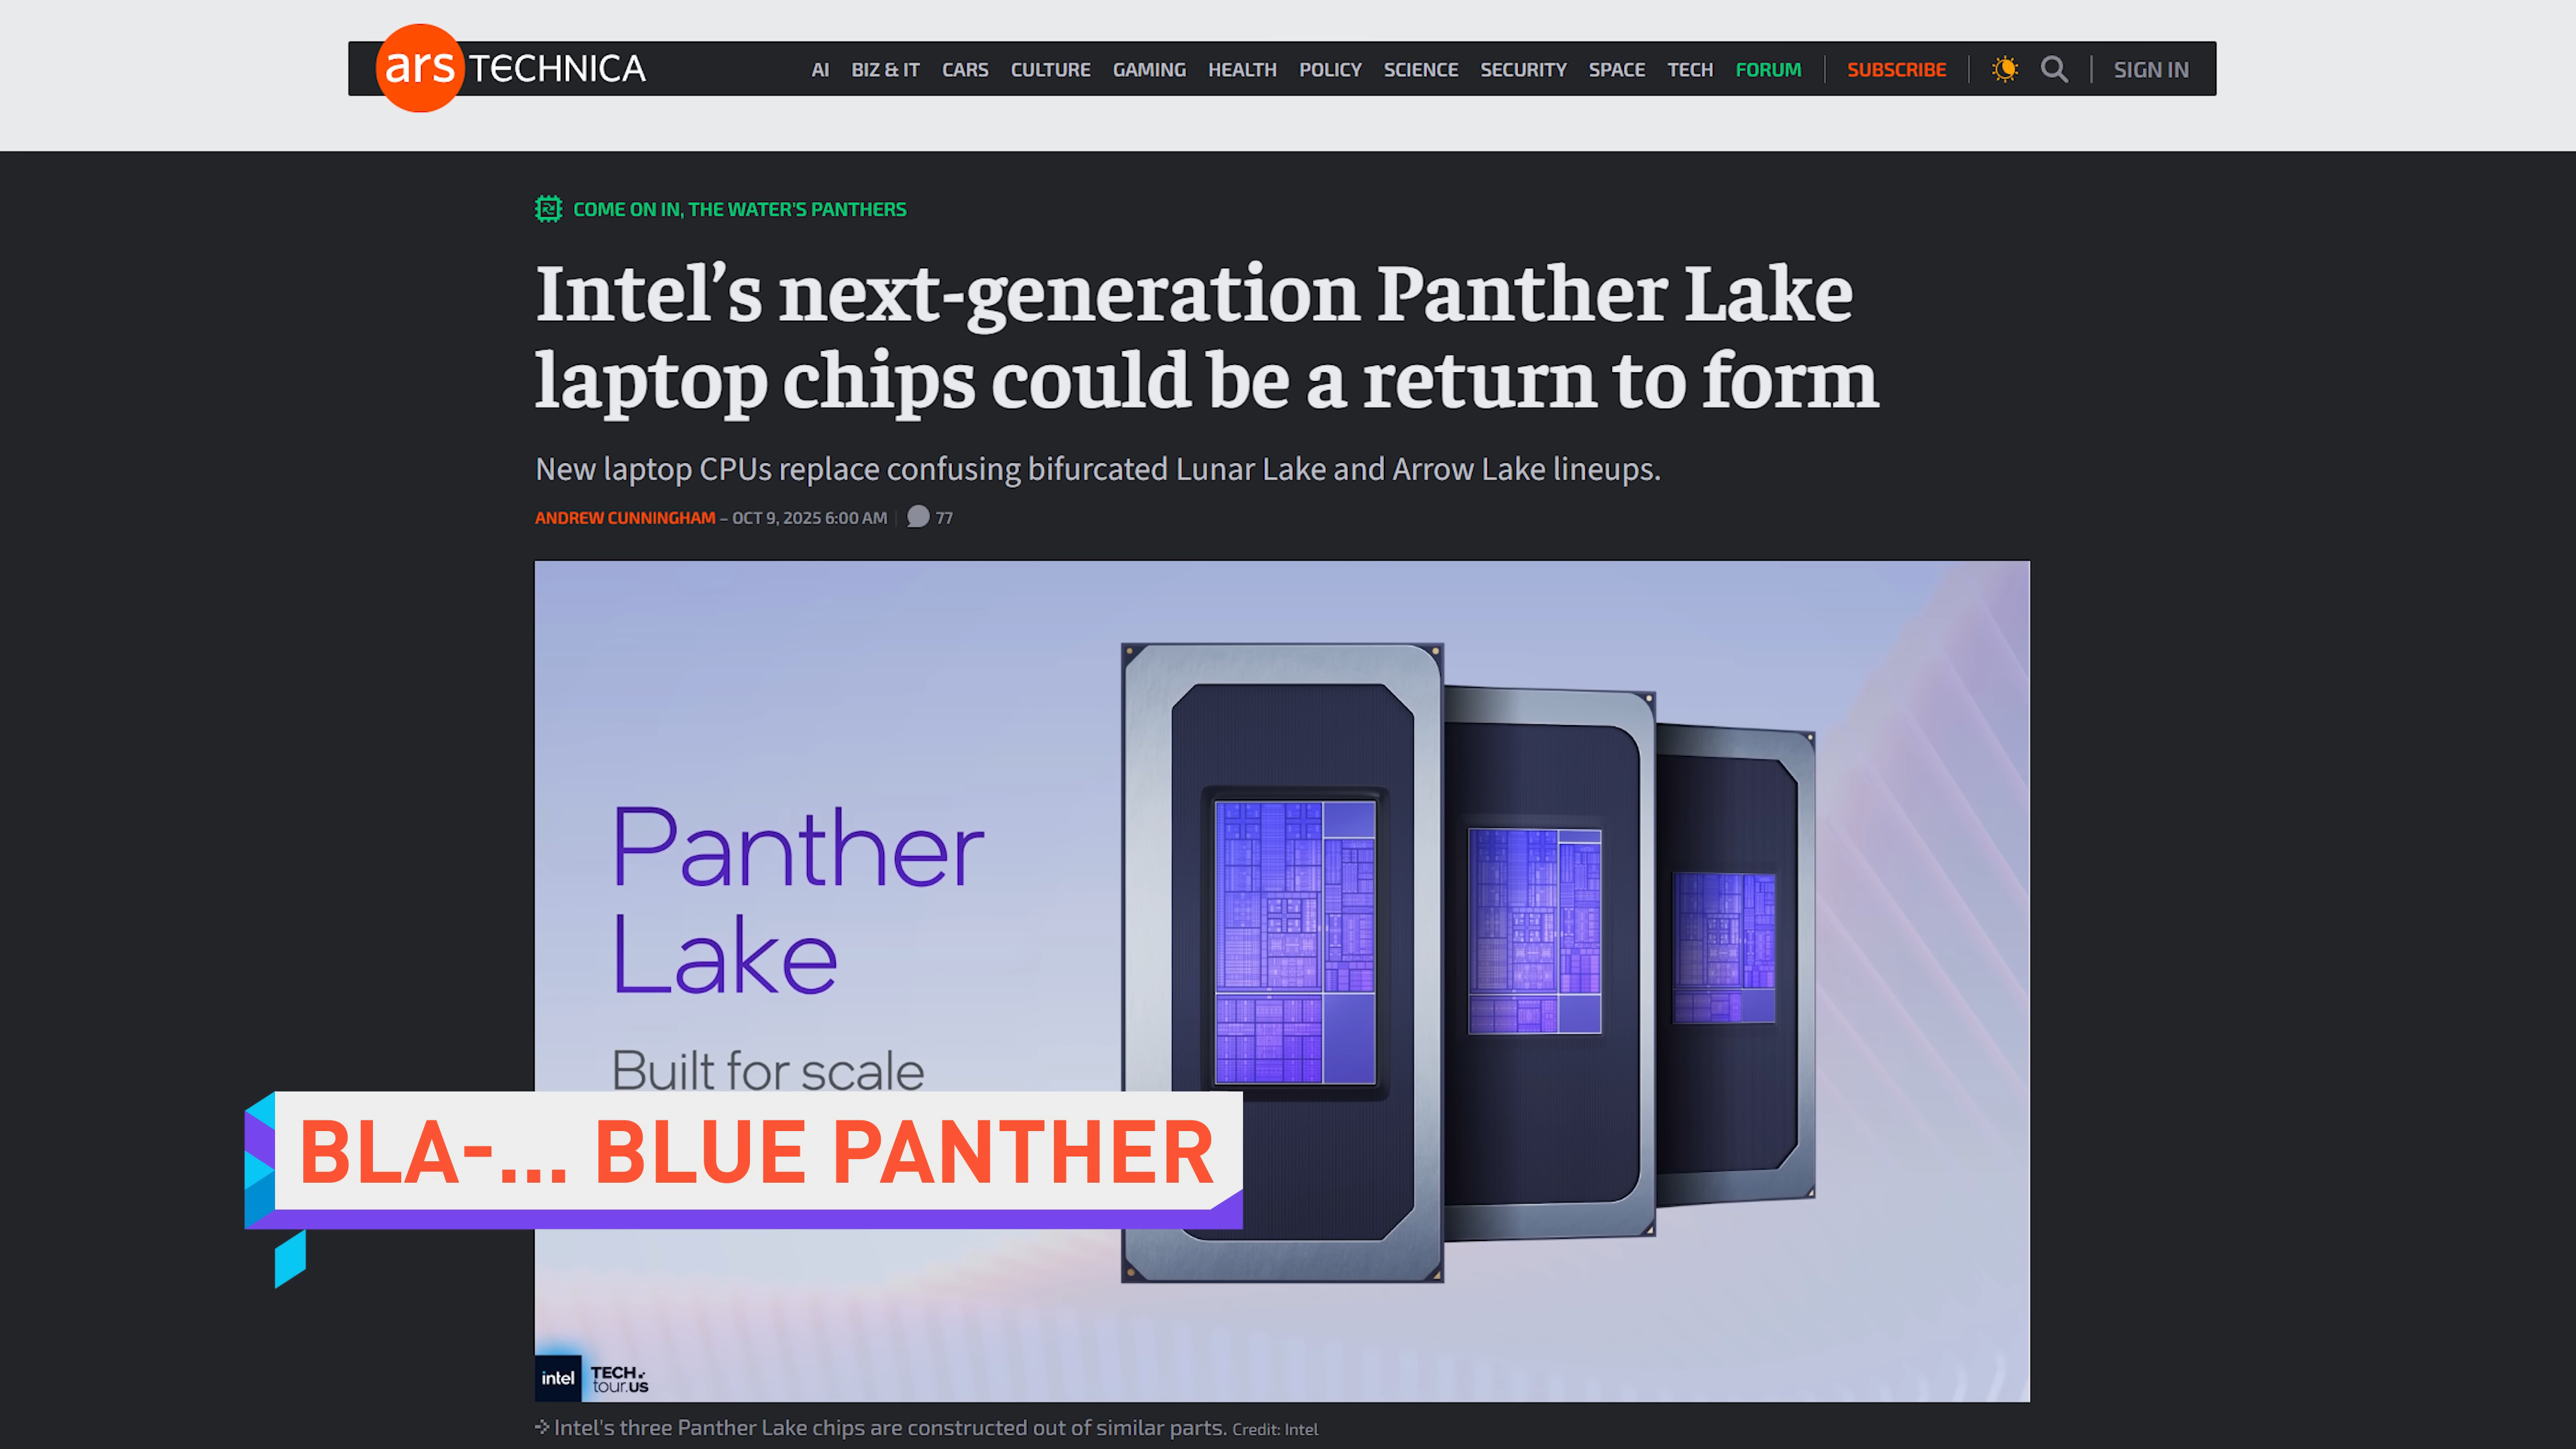 ars TECHNICA
AI BIZ & IT CARS CULTURE GAMING HEALTH POLICY SCIENCE SECURITY SPACE TECH FORUM SUBSCRIBE SIGN IN
COME ON IN, THE WATER'S PANTHERS
Intel’s next-generation Panther Lake
laptop chips could be a return to form
New laptop CPUs replace confusing bifurcated Lunar Lake and Arrow Lake lineups.
ANDREW CUNNINGHAM – OCT 9, 2025 6:00 AM 77
Panther
Lake
Built for scale
BLA-... BLUE PANTHER
intel TECH
tour.US
Intel's three Panther Lake chips are constructed out of similar parts. Credit: Intel